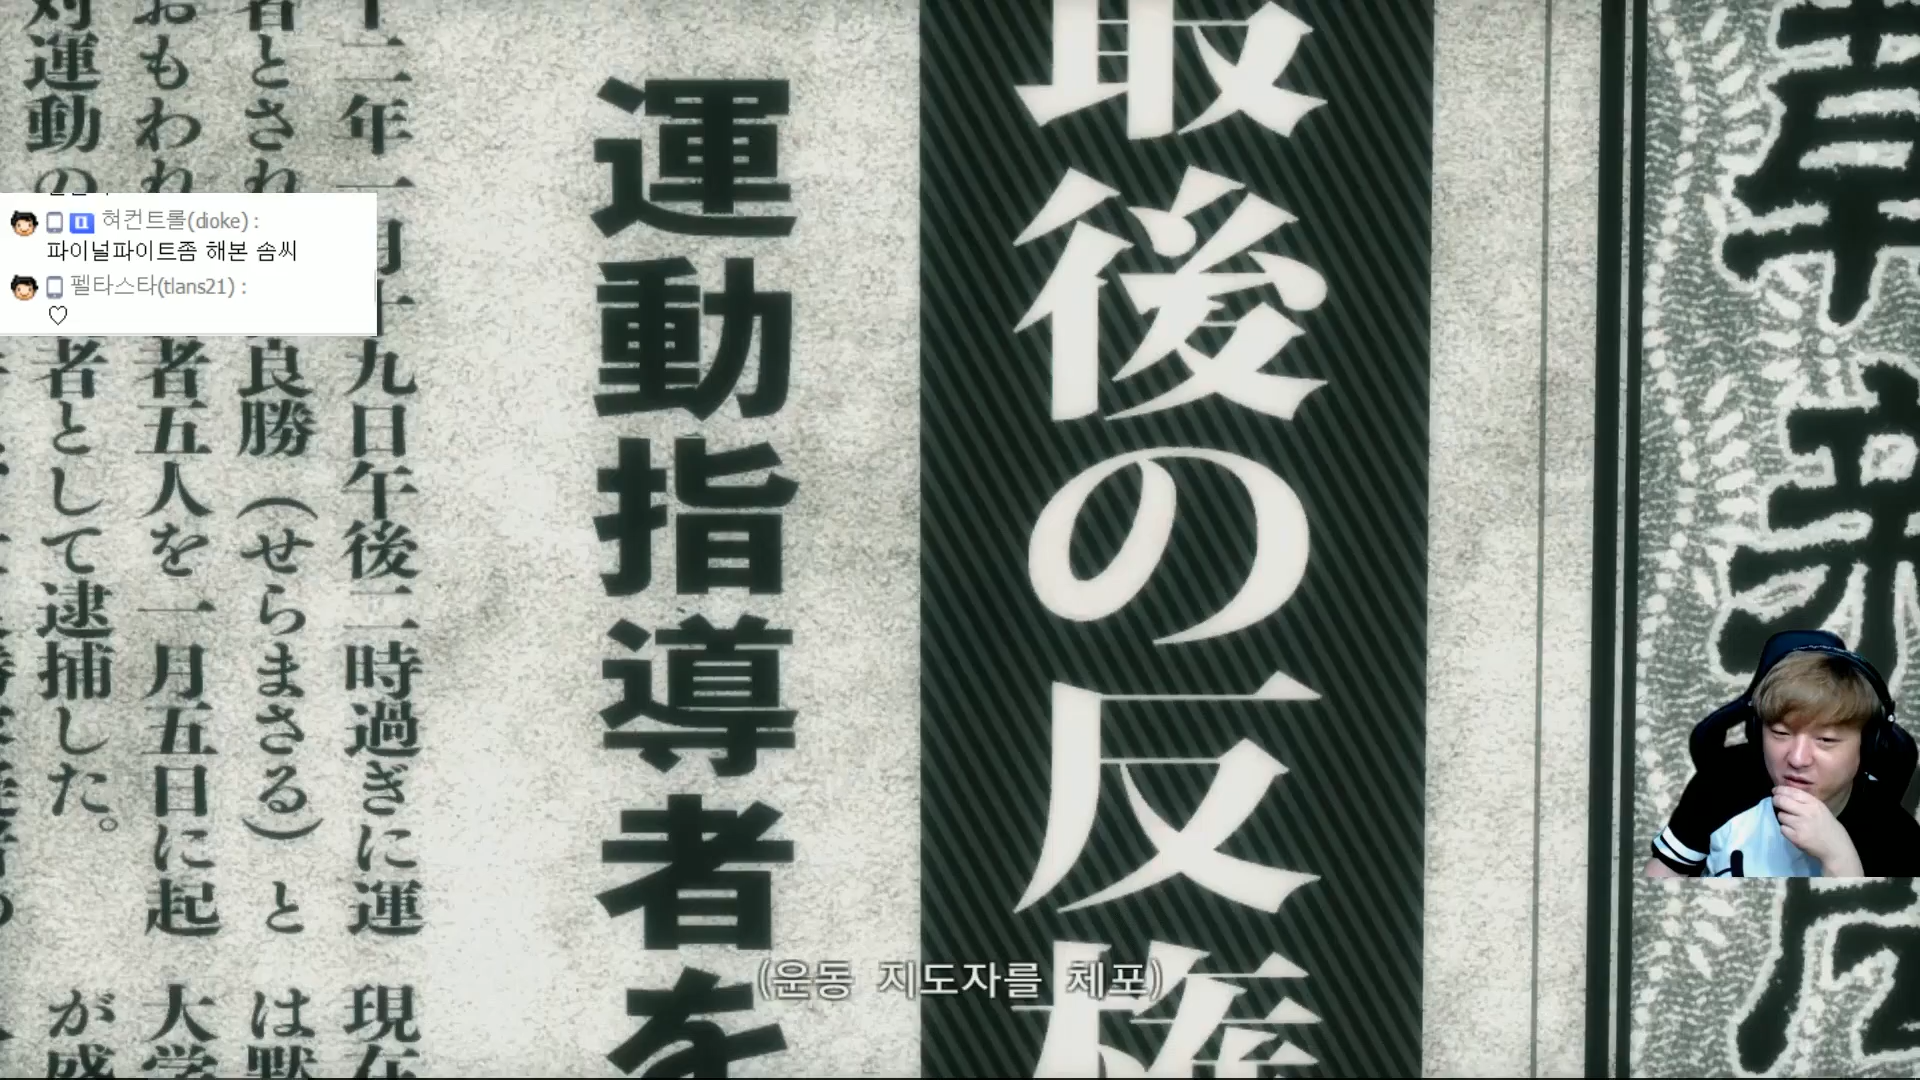 最後の反権
運動指導者を
十二年一月十九日午後二時過ぎに運
者とされ
良勝（せらまさる）と
おもわれ
者五人を一月五日に起
対運動の
者として逮捕した。
現在
は黙
大学
が盛
혀컨트롤(dioke) :
파이널파이트좀 해본 솜씨
펠타스타(tlans21) :
♡
(운동 지도자를 체포)